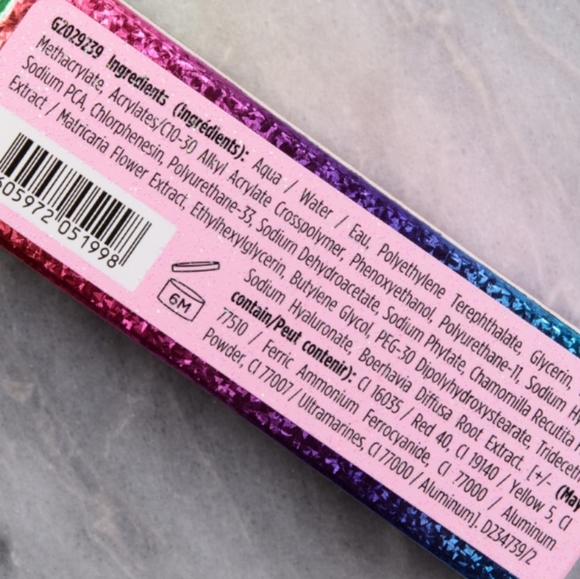 G2029239 Ingredients (Ingredients): Aqua / Water / Eau, Polyethylene Terephthalate, Glycerin,
Methacrylate, Acrylates/C10-30 Alkyl Acrylate Crosspolymer, Phenoxyethanol, Polyurethane-11, Sodium
Sodium PCA, Chlorphenesin, Polyurethane-33, Sodium Dehydroacetate, Sodium Phytate, Chamomilla Recutita
Extract / Matricaria Flower Extract, Ethylhexylglycerin, Butylene Glycol, PEG-30 Dipolyhydroxystearate,
Sodium Hyaluronate, Boerhavia Diffusa Root Extract. [+/- (May
contain/Peut contenir): CI 16035 / Red 40, CI 19140 / Yellow 5, CI
77510 / Ferric Ammonium Ferrocyanide, CI 77000 / Aluminum
Powder, CI 77007 / Ultramarines, CI 77000 / Aluminum]. D234739/2
605972 051998
6M